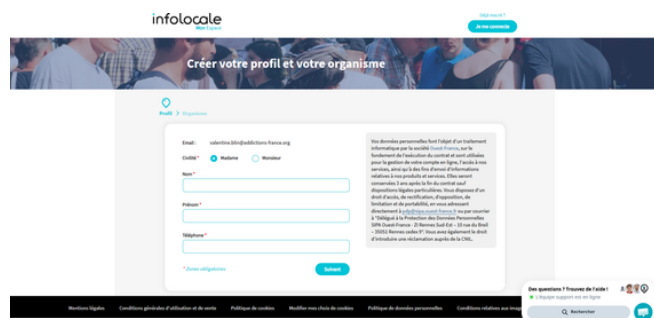 infolocale
Mon Espace
Déjà inscrit ?
Je me connecte
Créer votre profil et votre organisme
Profil > Organisme
Email : valentine.blin@addictions-france.org
Civilité * Madame Monsieur
Nom *
Prénom *
Téléphone *
* Zones obligatoires
Suivant
Vos données personnelles font l'objet d'un traitement
informatique par la société Ouest-France, sur le
fondement de l'exécution du contrat et sont utilisées
pour la gestion de votre compte en ligne, l'accès à nos
services, ainsi qu'à des fins d'envoi d'informations
relatives à nos produits et services. Elles seront
conservées 3 ans après la fin du contrat sauf
dispositions légales particulières. Vous disposez d'un
droit d'accès, de rectification, d'opposition, de
limitation et de portabilité, en vous adressant
directement à pdp@sipa.ouest-france.fr ou par courrier
à "Délégué à la Protection des Données Personnelles
SIPA Ouest-France - ZI Rennes Sud-Est - 10 rue du Breil
- 35051 Rennes cedex 9". Vous avez également le droit
d'introduire une réclamation auprès de la CNIL.
Mentions légales Conditions générales d'utilisation et de vente Politique de cookies Modifier mes choix de cookies Politique de données personnelles Conditions relatives aux imag
Des questions ? Trouvez de l'aide !
L'équipe support est en ligne
Rechercher